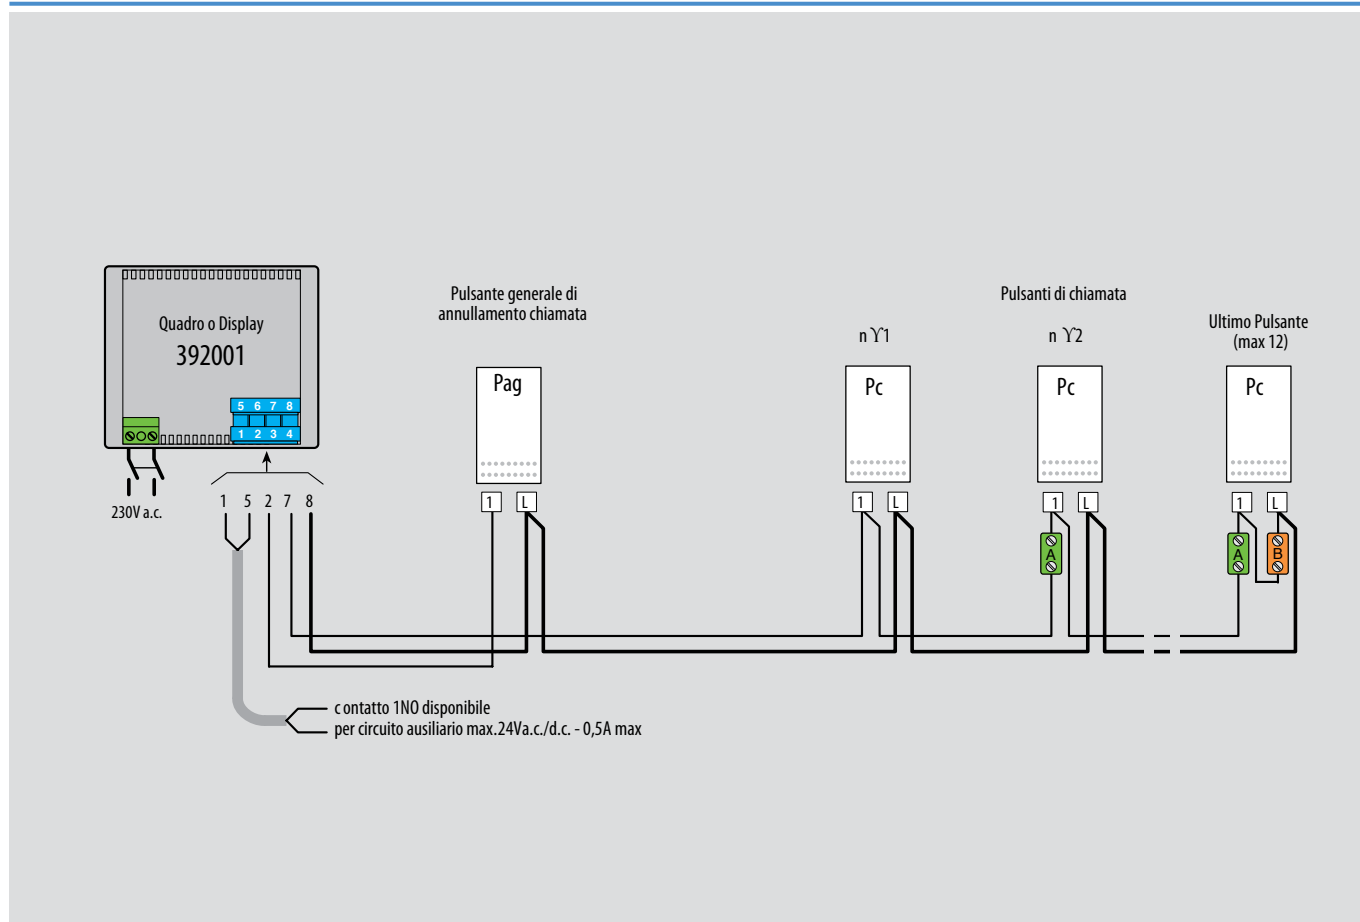 Quadro o Display
392001
5 6 7 8
1 2 3 4
230V a.c.
1 5 2 7 8
Pulsante generale di
annullamento chiamata
Pag
1 L
Pulsanti di chiamata
n ϒ1
Pc
1 L
n ϒ2
Pc
1 L
A
Ultimo Pulsante
(max 12)
Pc
1 L
A B
c ontatto 1NO disponibile
per circuito ausiliario max.24Va.c./d.c. - 0,5A max